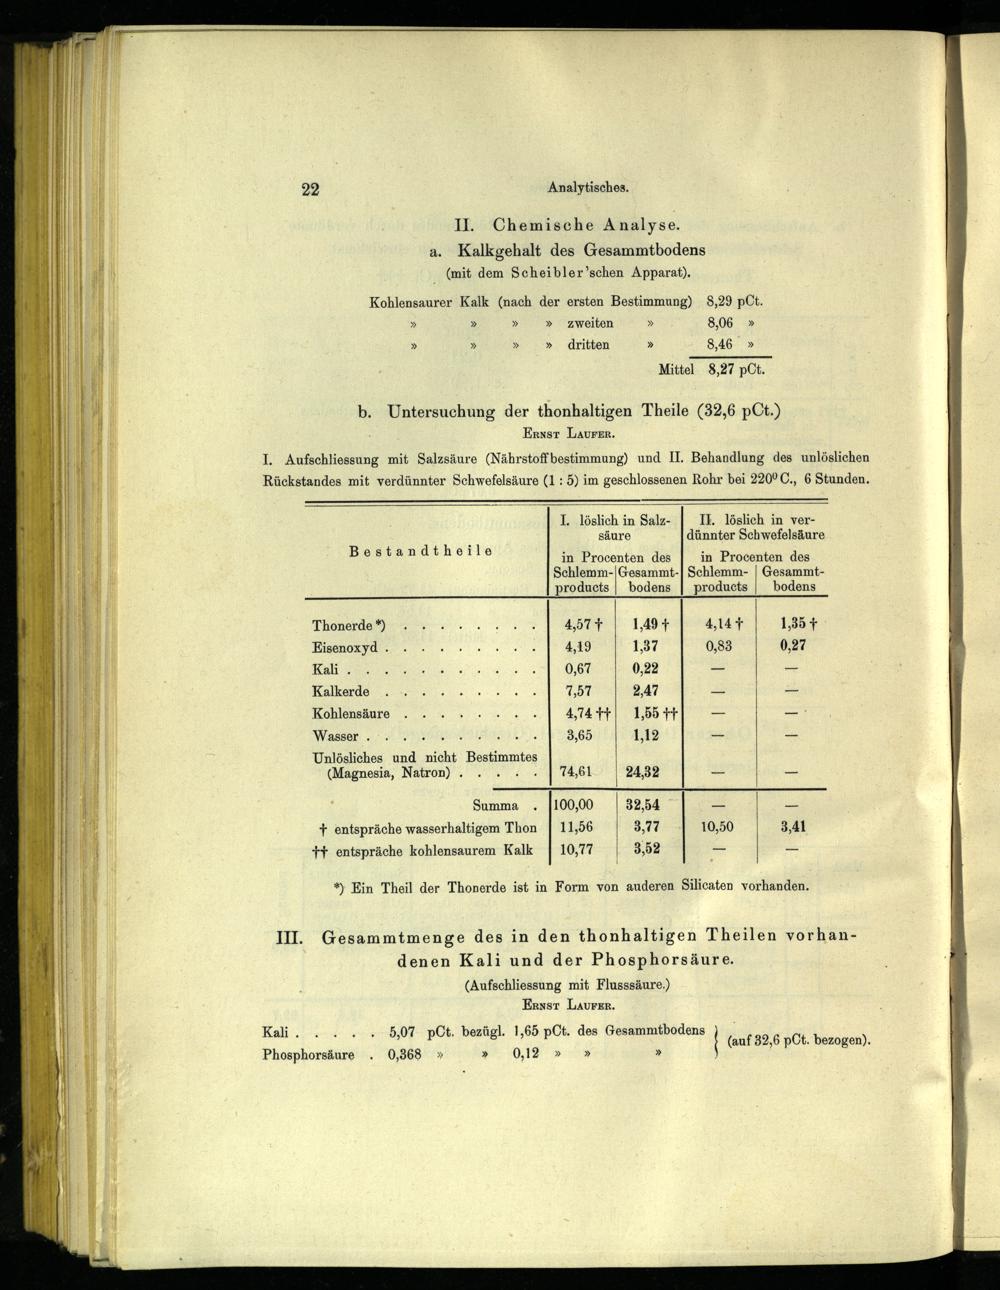 22 Analytisches.
II. Chemische Analyse.
a. Kalkgehalt des Gesammtbodens
(mit dem Scheibler'schen Apparat).
Kohlensaurer Kalk (nach der ersten Bestimmung) 8,29 pCt.
» » » » zweiten » 8,06 »
» » » » dritten » 8,46 »
Mittel 8,27 pCt.
b. Untersuchung der thonhaltigen Theile (32,6 pCt.)
Ernst Laufer.
I. Aufschliessung mit Salzsäure (Nährstoffbestimmung) und II. Behandlung des unlöslichen
Rückstandes mit verdünnter Schwefelsäure (1 : 5) im geschlossenen Rohr bei 220° C., 6 Stunden.
Bestandtheile
I. löslich in Salz-
säure
in Procenten des
Schlemm- Gesammt-
products bodens
II. löslich in ver-
dünnter Schwefelsäure
in Procenten des
Schlemm- Gesammt-
products bodens
Thonerde *) . . . . . . . . 4,57 † 1,49 † 4,14 † 1,35 †
Eisenoxyd . . . . . . . . . 4,19 1,37 0,83 0,27
Kali . . . . . . . . . . . 0,67 0,22 — —
Kalkerde . . . . . . . . . 7,57 2,47 — —
Kohlensäure . . . . . . . . 4,74 †† 1,55 †† — —
Wasser . . . . . . . . . . 3,65 1,12 — —
Unlösliches und nicht Bestimmtes
(Magnesia, Natron) . . . . . 74,61 24,32 — —
Summa . 100,00 32,54 — —
† entspräche wasserhaltigem Thon 11,56 3,77 10,50 3,41
†† entspräche kohlensaurem Kalk 10,77 3,52 — —
*) Ein Theil der Thonerde ist in Form von anderen Silicaten vorhanden.
III. Gesammtmenge des in den thonhaltigen Theilen vorhan-
denen Kali und der Phosphorsäure.
(Aufschliessung mit Flusssäure.)
Ernst Laufer.
Kali . . . . . 5,07 pCt. bezügl. 1,65 pCt. des Gesammtbodens
Phosphorsäure . 0,368 » » 0,12 » » »
(auf 32,6 pCt. bezogen).